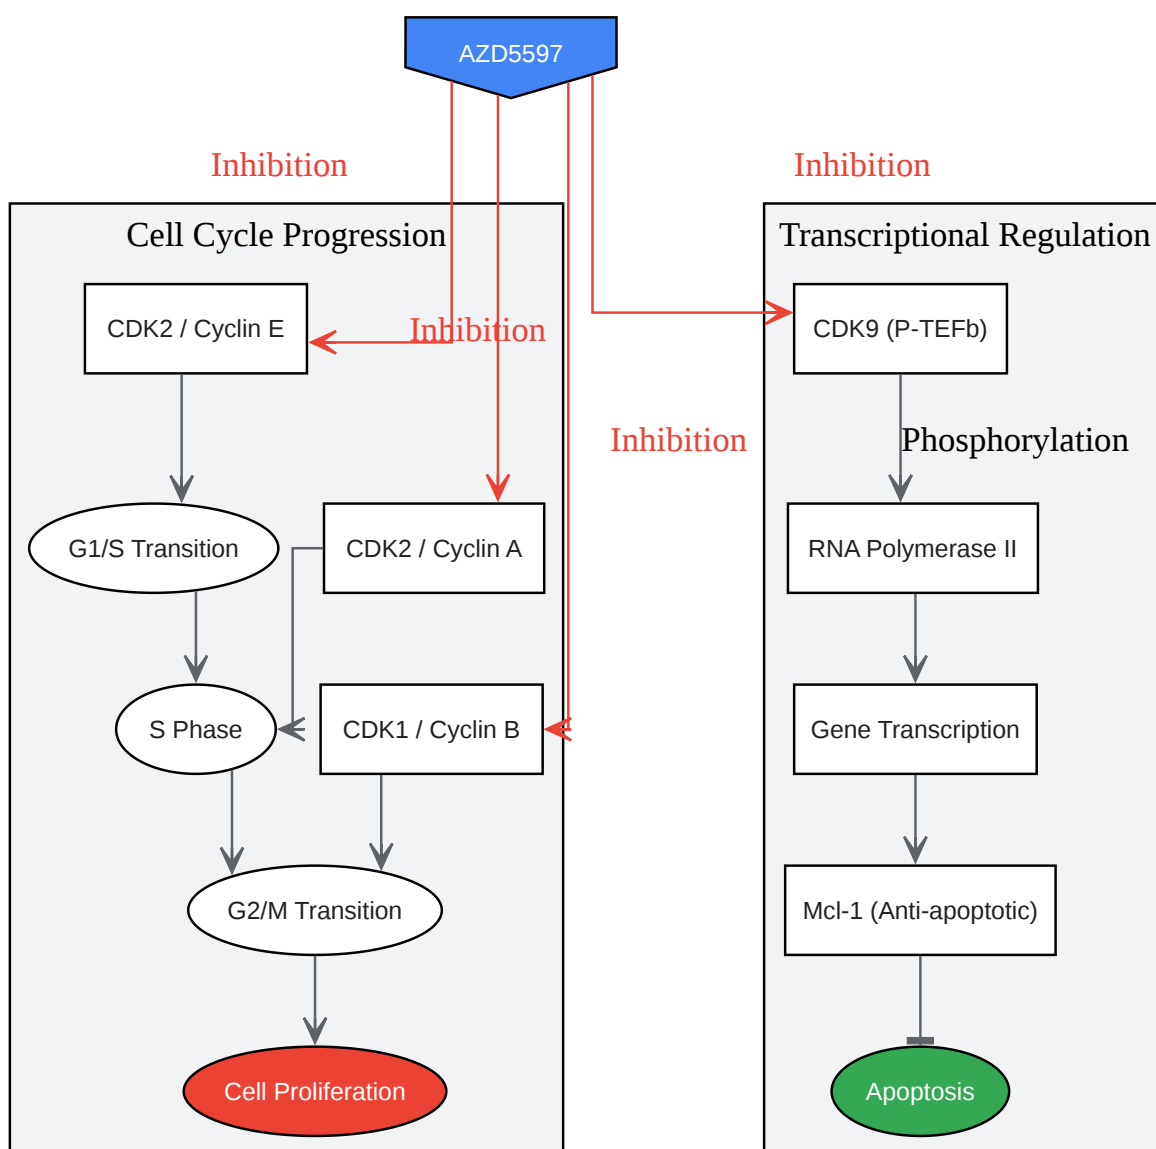 AZD5597
Inhibition
Inhibition
Cell Cycle Progression
Transcriptional Regulation
CDK2 / Cyclin E
Inhibition
CDK9 (P-TEFb)
Inhibition
Phosphorylation
G1/S Transition
CDK2 / Cyclin A
RNA Polymerase II
S Phase
CDK1 / Cyclin B
Gene Transcription
G2/M Transition
Mcl-1 (Anti-apoptotic)
Cell Proliferation
Apoptosis